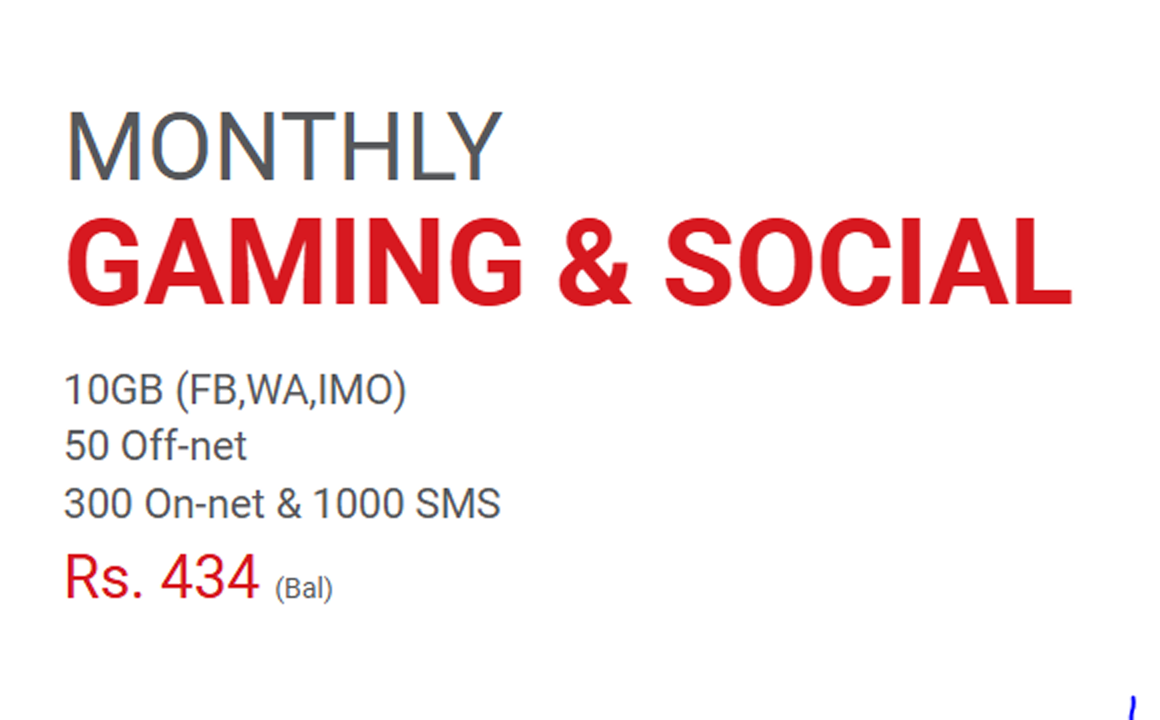 MONTHLY
GAMING & SOCIAL
10GB (FB,WA,IMO)
50 Off-net
300 On-net & 1000 SMS
Rs. 434 (Bal)